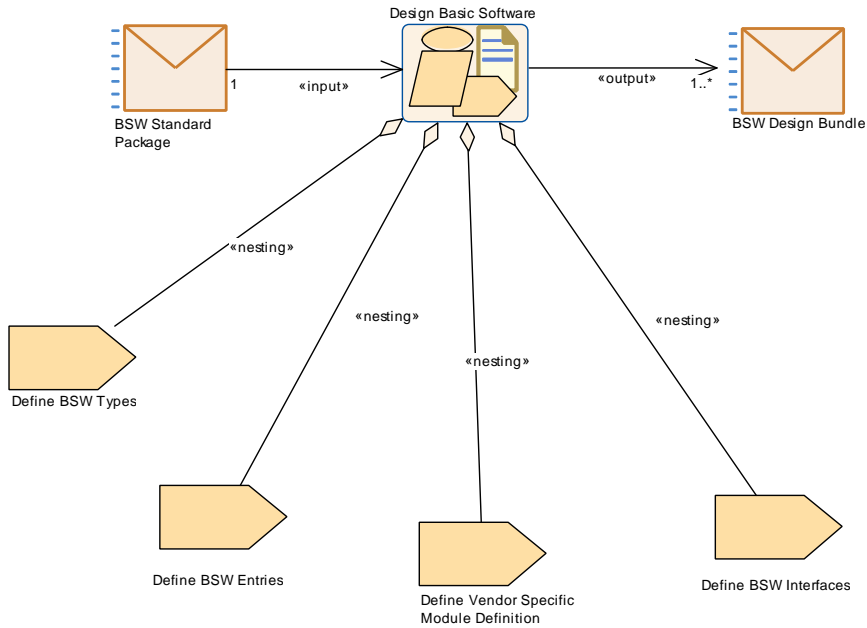 Design Basic Software
1
«input»
«output»
1..*
BSW Standard
Package
BSW Design Bundle
«nesting»
«nesting»
«nesting»
«nesting»
Define BSW Types
Define BSW Entries
Define Vendor Specific
Module Definition
Define BSW Interfaces